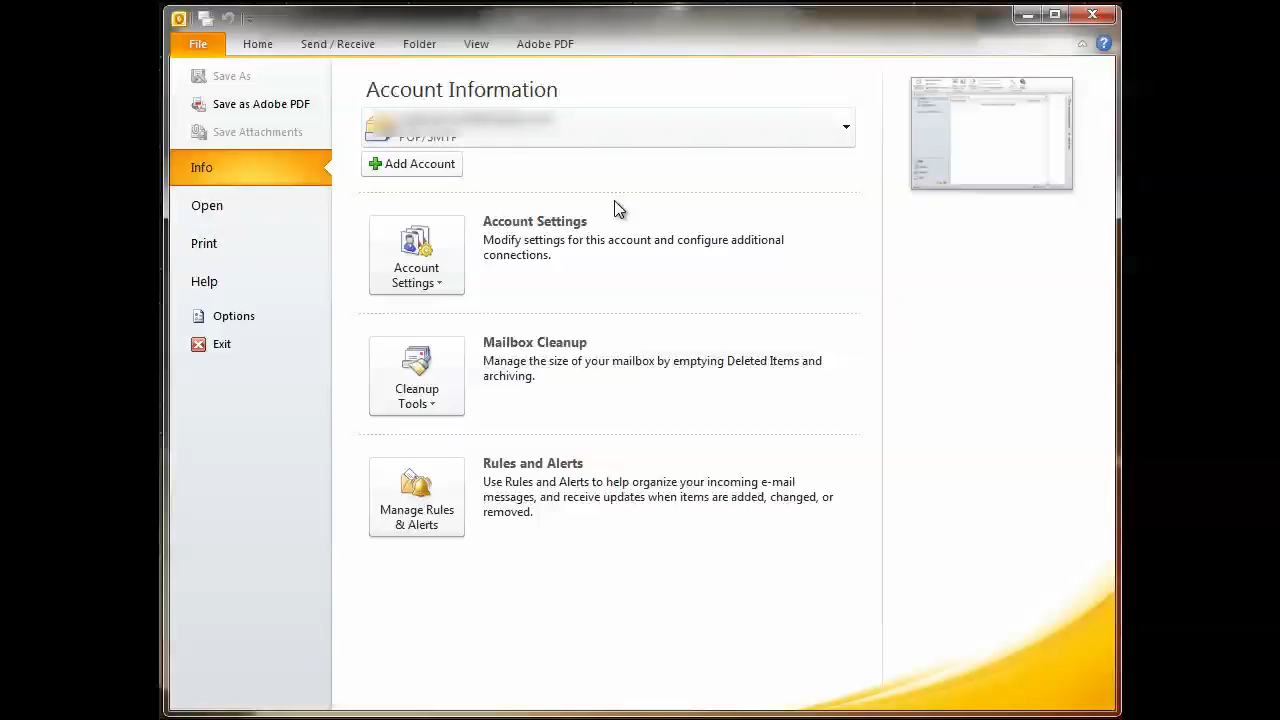 File Home Send / Receive Folder View Adobe PDF
Save As
Save as Adobe PDF
Save Attachments
Info
Open
Print
Help
Options
Exit
Account Information
POP/SMTP
Add Account
Account
Settings
Account Settings
Modify settings for this account and configure additional
connections.
Cleanup
Tools
Mailbox Cleanup
Manage the size of your mailbox by emptying Deleted Items and
archiving.
Manage Rules
& Alerts
Rules and Alerts
Use Rules and Alerts to help organize your incoming e-mail
messages, and receive updates when items are added, changed, or
removed.